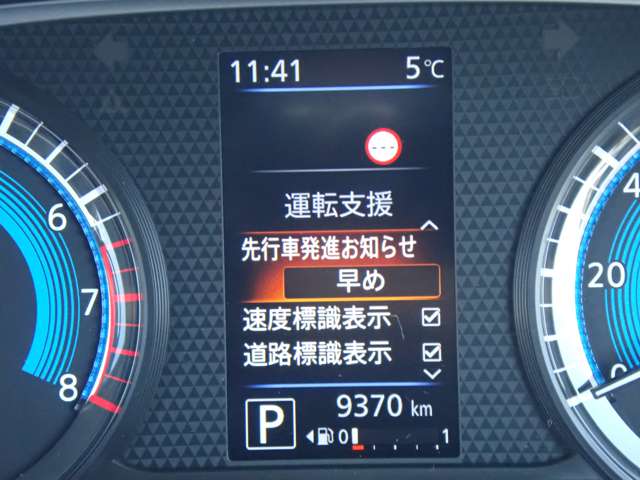 11:41 5℃
---
運転支援
先行車発進お知らせ
早め
速度標識表示
道路標識表示
P 9370 km
0 1
6
7
8
4
20
0